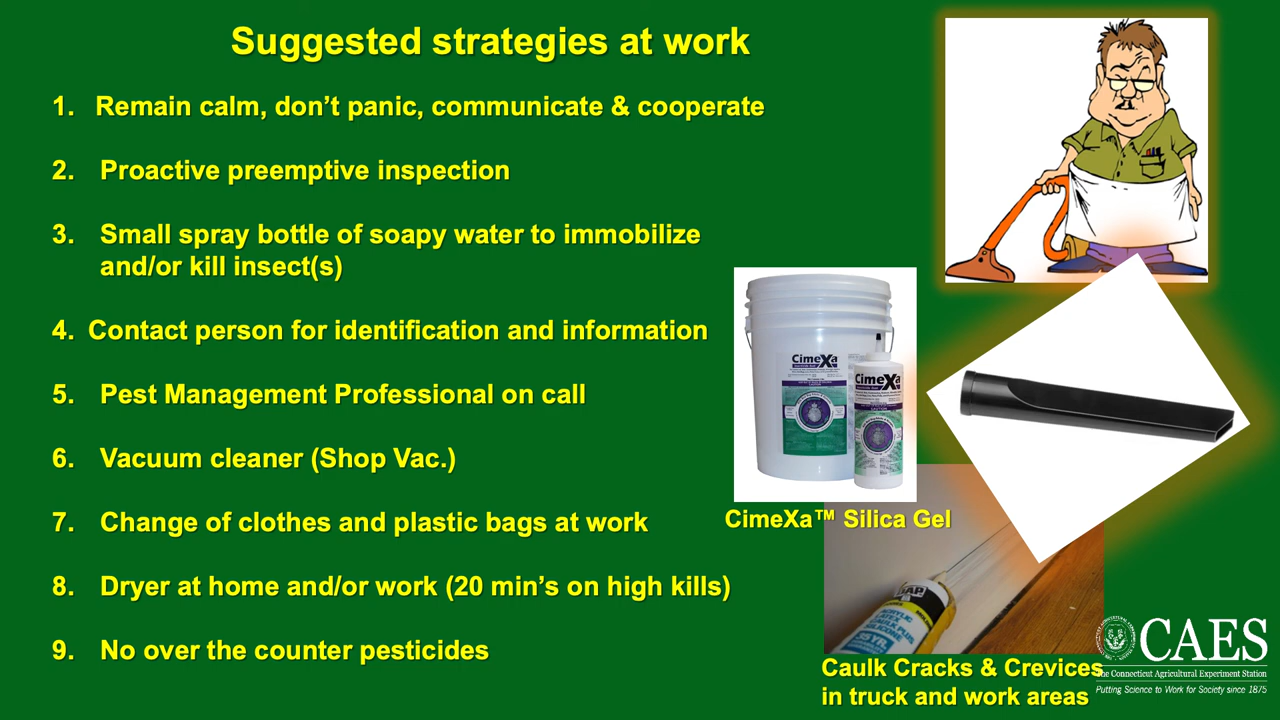 Suggested strategies at work
1. Remain calm, don’t panic, communicate & cooperate
2. Proactive preemptive inspection
3. Small spray bottle of soapy water to immobilize
and/or kill insect(s)
4. Contact person for identification and information
5. Pest Management Professional on call
6. Vacuum cleaner (Shop Vac.)
7. Change of clothes and plastic bags at work
8. Dryer at home and/or work (20 min’s on high kills)
9. No over the counter pesticides
CimeXa
CimeXa
CimeXa™ Silica Gel
DAP
ACRYLIC
LATEX
CAULK PLUS
SILICONE
Caulk Cracks & Crevices
in truck and work areas
CAES
The Connecticut Agricultural Experiment Station
Putting Science to Work for Society since 1875